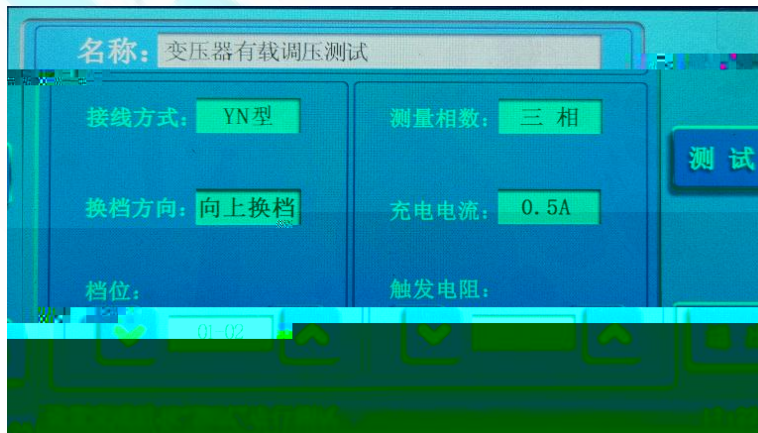 名称：变压器有载调压测试
接线方式： YN型 测量相数： 三 相
测 试
换档方向： 向上换档 充电电流： 0.5A
档位： 触发电阻：
01-02